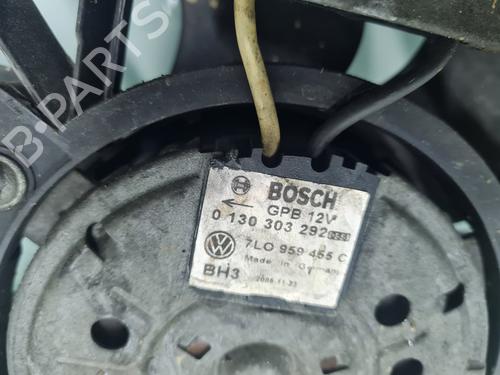 BOSCH
GPB 12V
0 130 303 292
7L0 959 455 C
Made in Germany
BH3
B-PARTS